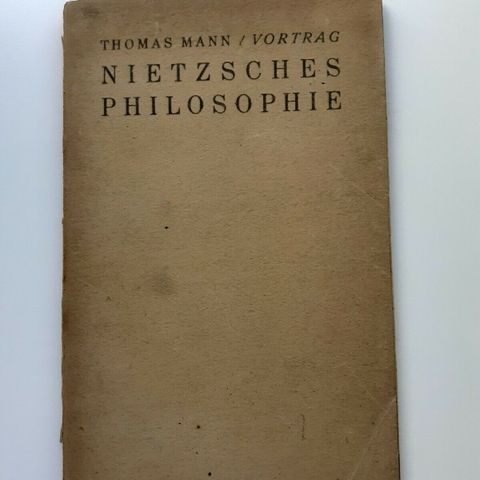 THOMAS MANN / VORTRAG
NIETZSCHES
PHILOSOPHIE